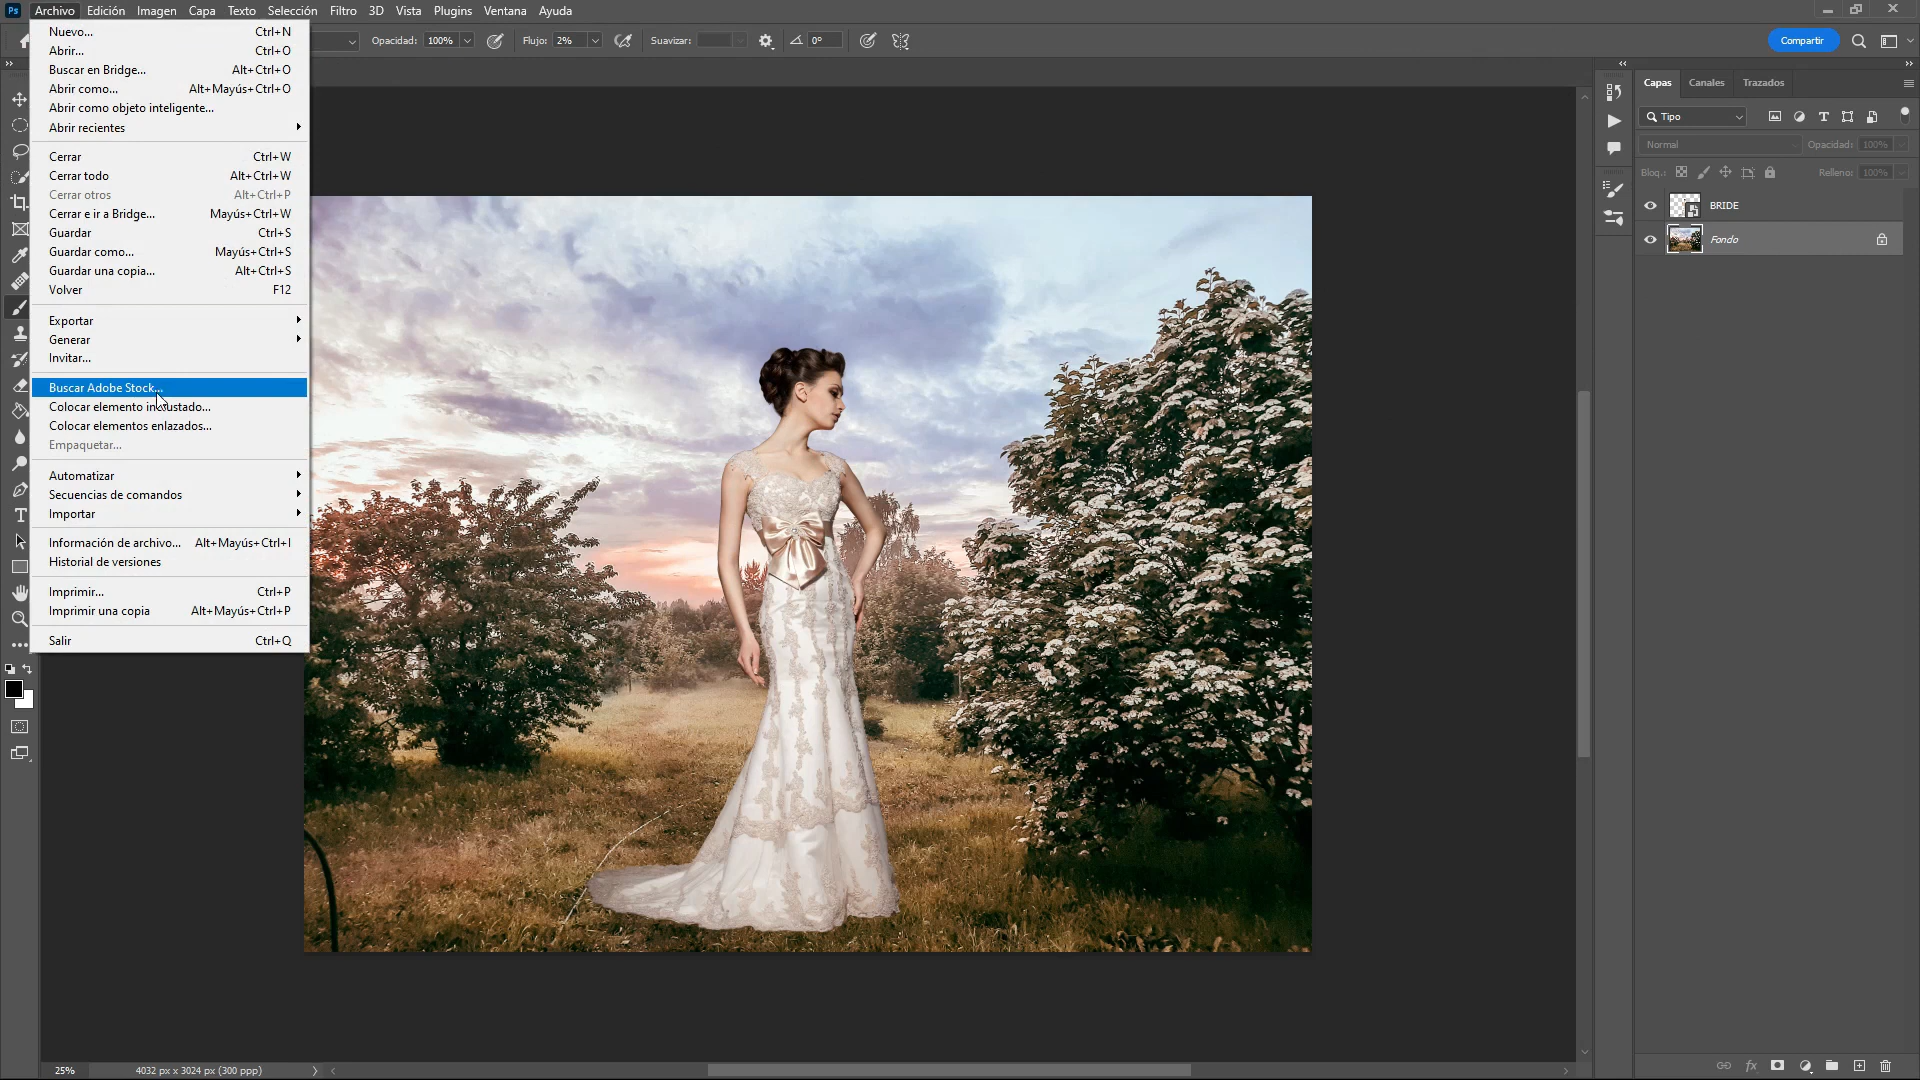 Ps Archivo Edición Imagen Capa Texto Selección Filtro 3D Vista Plugins Ventana Ayuda
Opacidad: 100% Flujo: 2% Suavizar: 0° Compartir
Nuevo... Ctrl+N
Abrir... Ctrl+O
Buscar en Bridge... Alt+Ctrl+O
Abrir como... Alt+Mayús+Ctrl+O
Abrir como objeto inteligente...
Abrir recientes
Cerrar Ctrl+W
Cerrar todo Alt+Ctrl+W
Cerrar otros Alt+Ctrl+P
Cerrar e ir a Bridge... Mayús+Ctrl+W
Guardar Ctrl+S
Guardar como... Mayús+Ctrl+S
Guardar una copia... Alt+Ctrl+S
Volver F12
Exportar
Generar
Invitar...
Buscar Adobe Stock...
Colocar elemento incrustado...
Colocar elementos enlazados...
Empaquetar...
Automatizar
Secuencias de comandos
Importar
Información de archivo... Alt+Mayús+Ctrl+I
Historial de versiones
Imprimir... Ctrl+P
Imprimir una copia Alt+Mayús+Ctrl+P
Salir Ctrl+Q
Capas Canales Trazados
Tipo
Normal Opacidad: 100%
Bloq.: Relleno: 100%
BRIDE
Fondo
25% 4032 px x 3024 px (300 ppp)